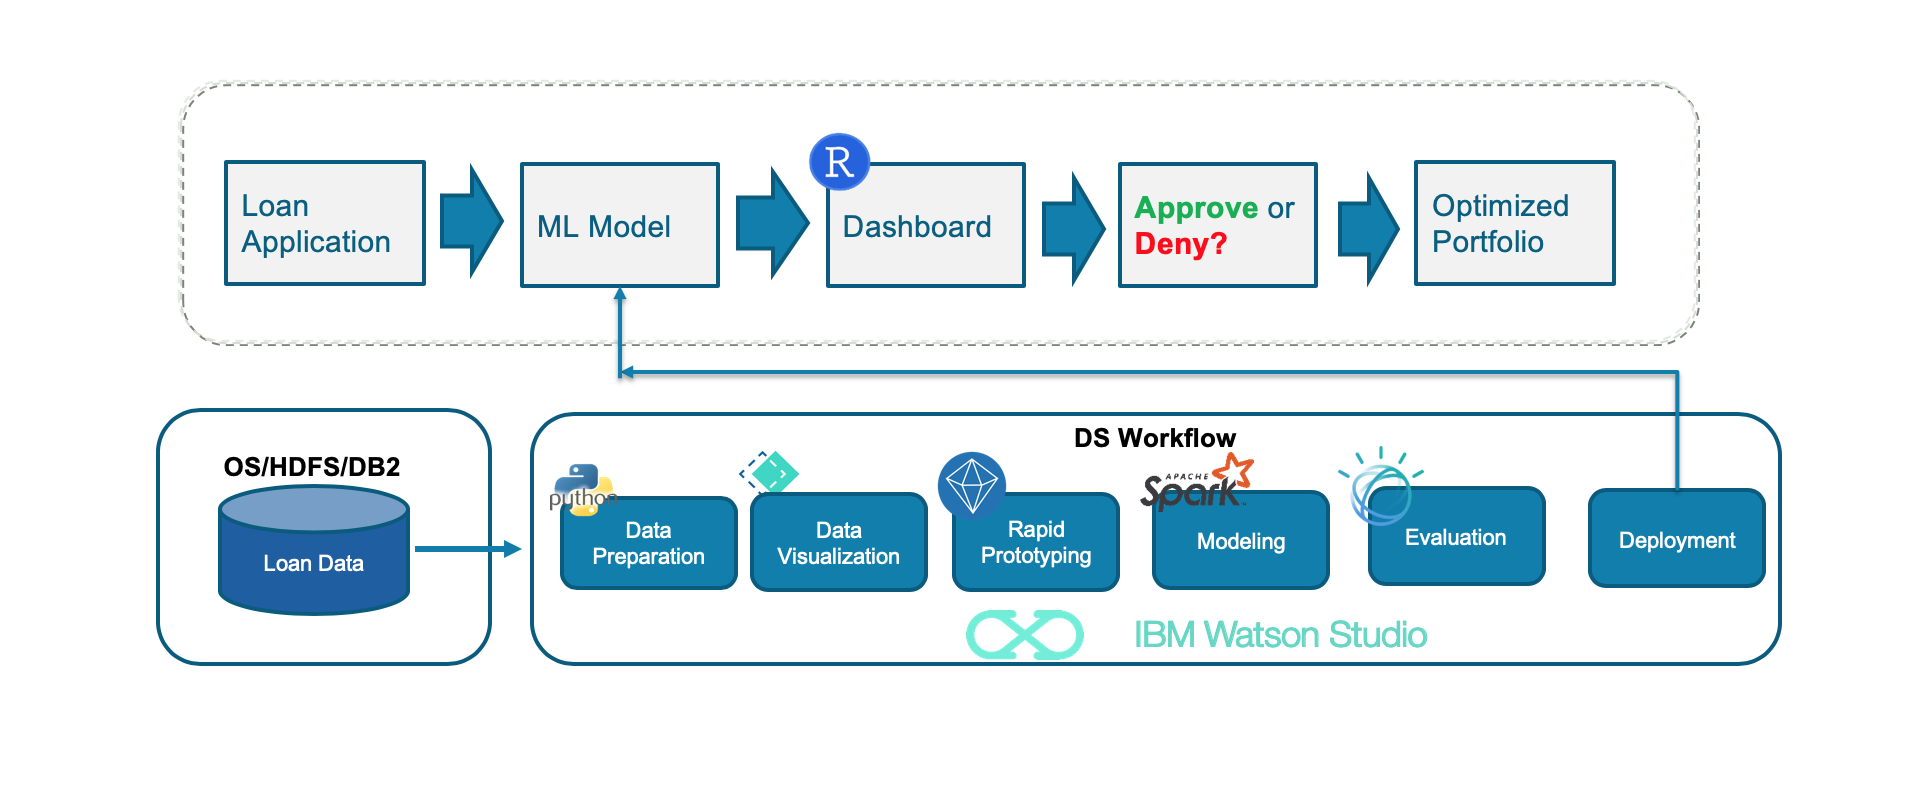 R
Loan
Application
ML Model
Dashboard
Approve or
Deny?
Optimized
Portfolio
OS/HDFS/DB2
Loan Data
DS Workflow
python
Data
Preparation
Data
Visualization
Rapid
Prototyping
APACHE
Spark
Modeling
Evaluation
Deployment
IBM Watson Studio